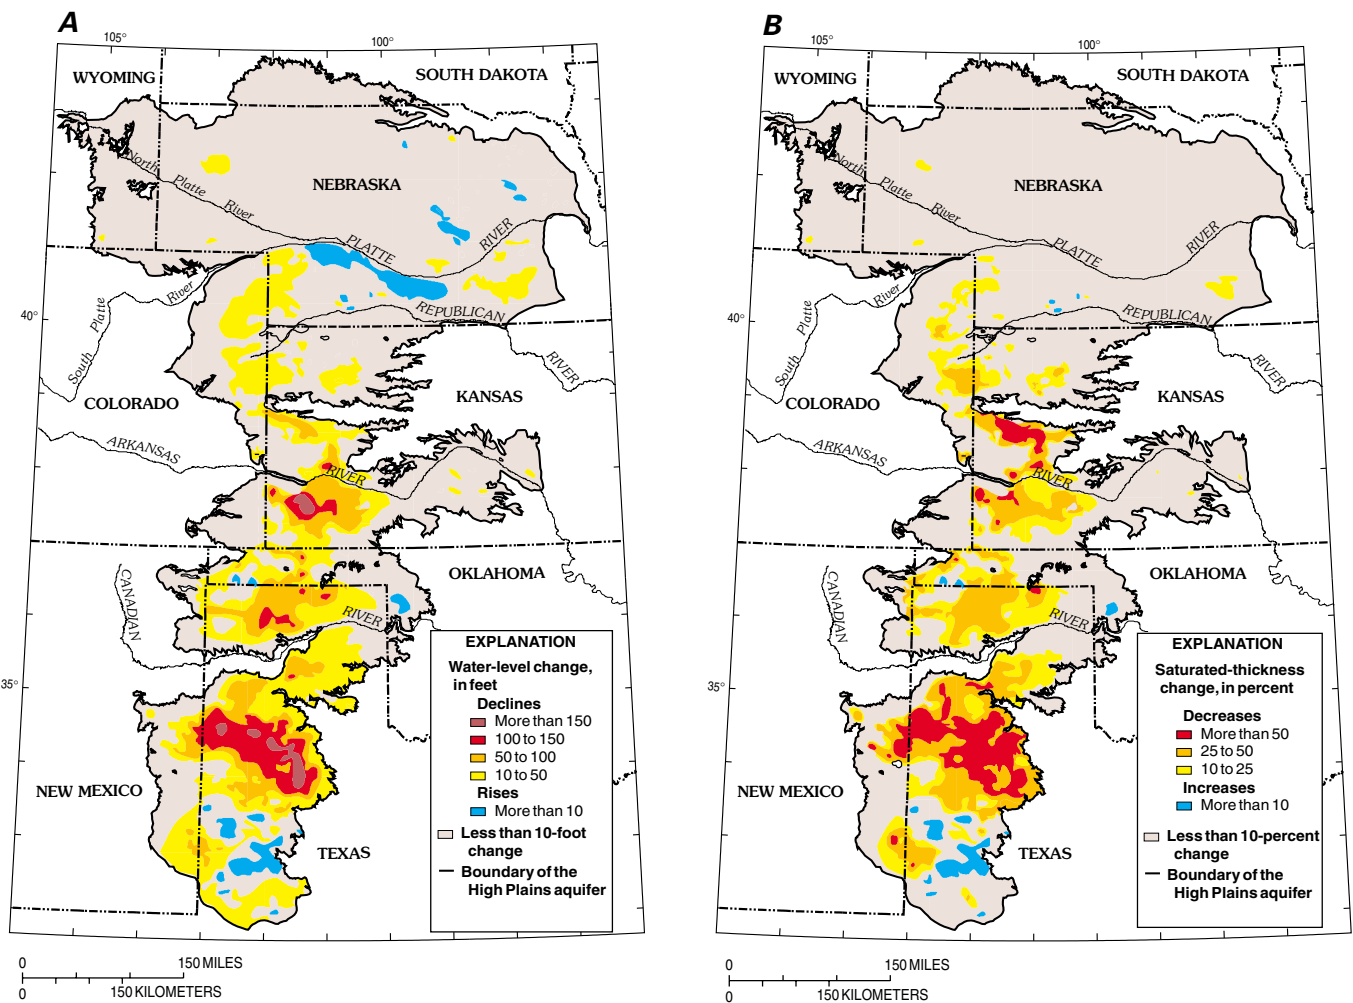 A
105°
100°
WYOMING
SOUTH DAKOTA
North
Platte
River
NEBRASKA
PLATTE
RIVER
River
Platte
South
REPUBLICAN
RIVER
40°
COLORADO
KANSAS
ARKANSAS
RIVER
OKLAHOMA
CANADIAN
RIVER
35°
NEW MEXICO
TEXAS
EXPLANATION
Water-level change,
in feet
Declines
More than 150
100 to 150
50 to 100
10 to 50
Rises
More than 10
Less than 10-foot
change
Boundary of the
High Plains aquifer
0 150 MILES
0 150 KILOMETERS
B
105°
100°
WYOMING
SOUTH DAKOTA
North
Platte
River
NEBRASKA
PLATTE
RIVER
River
Platte
South
REPUBLICAN
RIVER
40°
COLORADO
KANSAS
ARKANSAS
RIVER
OKLAHOMA
CANADIAN
RIVER
35°
NEW MEXICO
TEXAS
EXPLANATION
Saturated-thickness
change, in percent
Decreases
More than 50
25 to 50
10 to 25
Increases
More than 10
Less than 10-percent
change
Boundary of the
High Plains aquifer
0 150 MILES
0 150 KILOMETERS